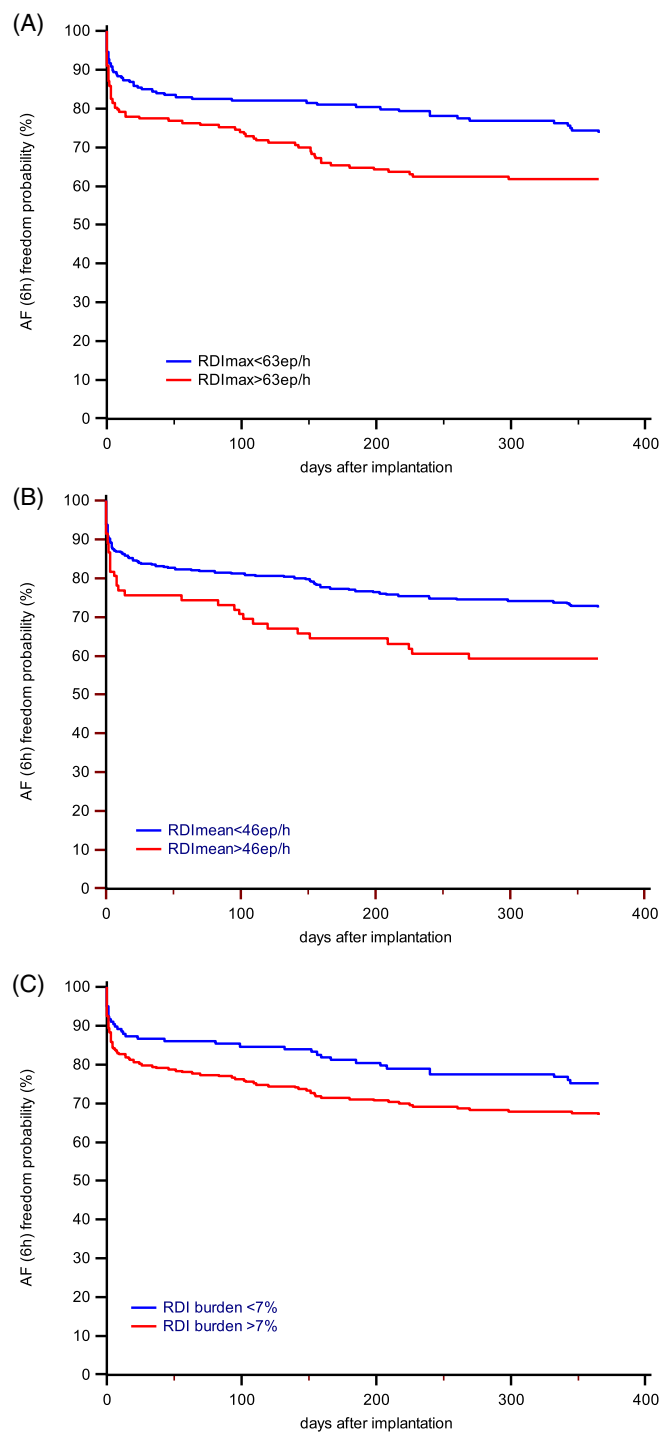 (A)
100
90
80
70
60
50
40
30
20
10
0
AF (6h) freedom probability (%)
RDImax<63ep/h
RDImax>63ep/h
0 100 200 300 400
days after implantation
(B)
100
90
80
70
60
50
40
30
20
10
0
AF (6h) freedom probability (%)
RDImean<46ep/h
RDImean>46ep/h
0 100 200 300 400
days after implantation
(C)
100
90
80
70
60
50
40
30
20
10
0
AF (6h) freedom probability (%)
RDI burden <7%
RDI burden >7%
0 100 200 300 400
days after implantation